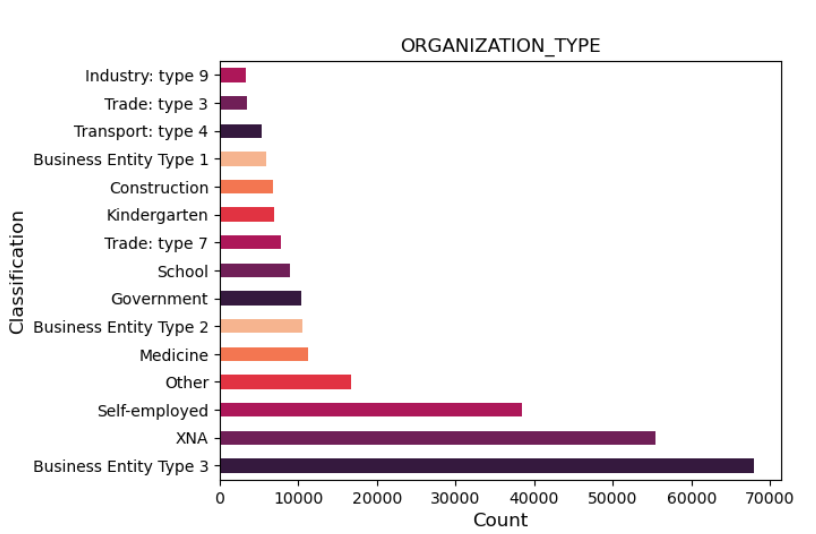 ORGANIZATION_TYPE
Industry: type 9
Trade: type 3
Transport: type 4
Business Entity Type 1
Construction
Kindergarten
Trade: type 7
School
Government
Business Entity Type 2
Medicine
Other
Self-employed
XNA
Business Entity Type 3
Classification
0 10000 20000 30000 40000 50000 60000 70000
Count